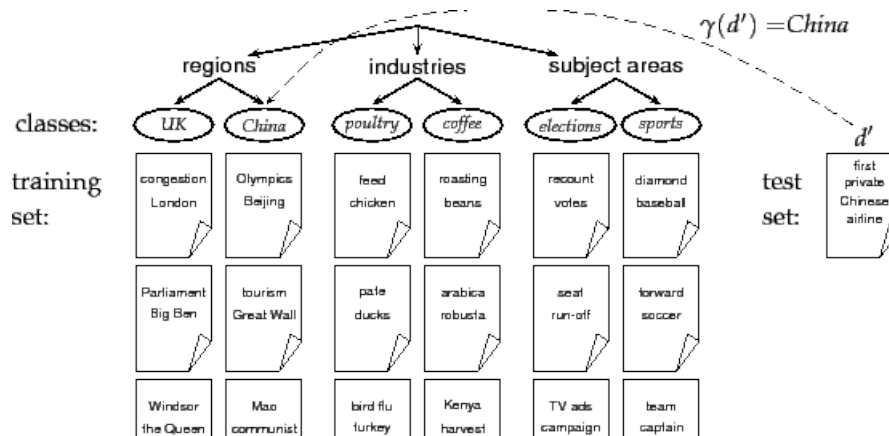 γ(d′) =China
regions industries subject areas
classes: UK China poultry coffee elections sports
d′
training set:
congestion
London
Olympics
Beijing
feed
chicken
roasting
beans
recount
votes
diamond
baseball
test set:
first
private
Chinese
airline
Parliament
Big Ben
tourism
Great Wall
pate
ducks
arabica
robusta
seat
run-off
forward
soccer
Windsor
the Queen
Mao
communist
bird flu
turkey
Kenya
harvest
TV ads
campaign
team
captain